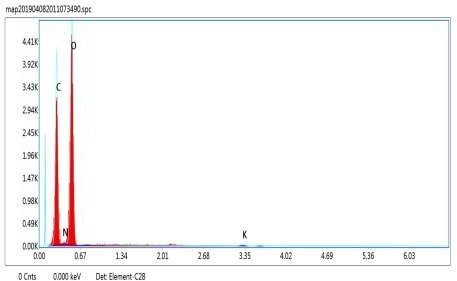 map201904082011073490.spc
4.41K
3.92K
3.43K
2.94K
2.45K
1.96K
1.47K
0.98K
0.49K
0.00K
O
C
N
K
0.00 0.67 1.34 2.01 2.68 3.35 4.02 4.69 5.36 6.03
0 Cnts 0.000 keV Det: Element-C2B